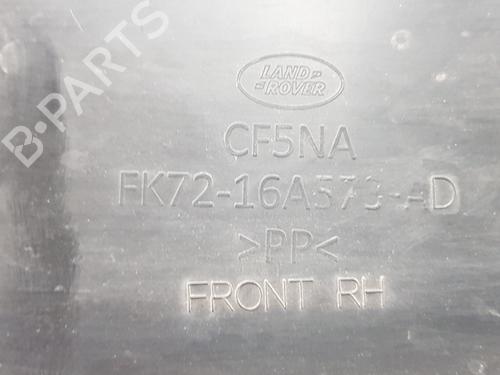 B-PARTS
LAND-
-ROVER
CF5NA
FK72-16A573-AD
>PP<
FRONT RH